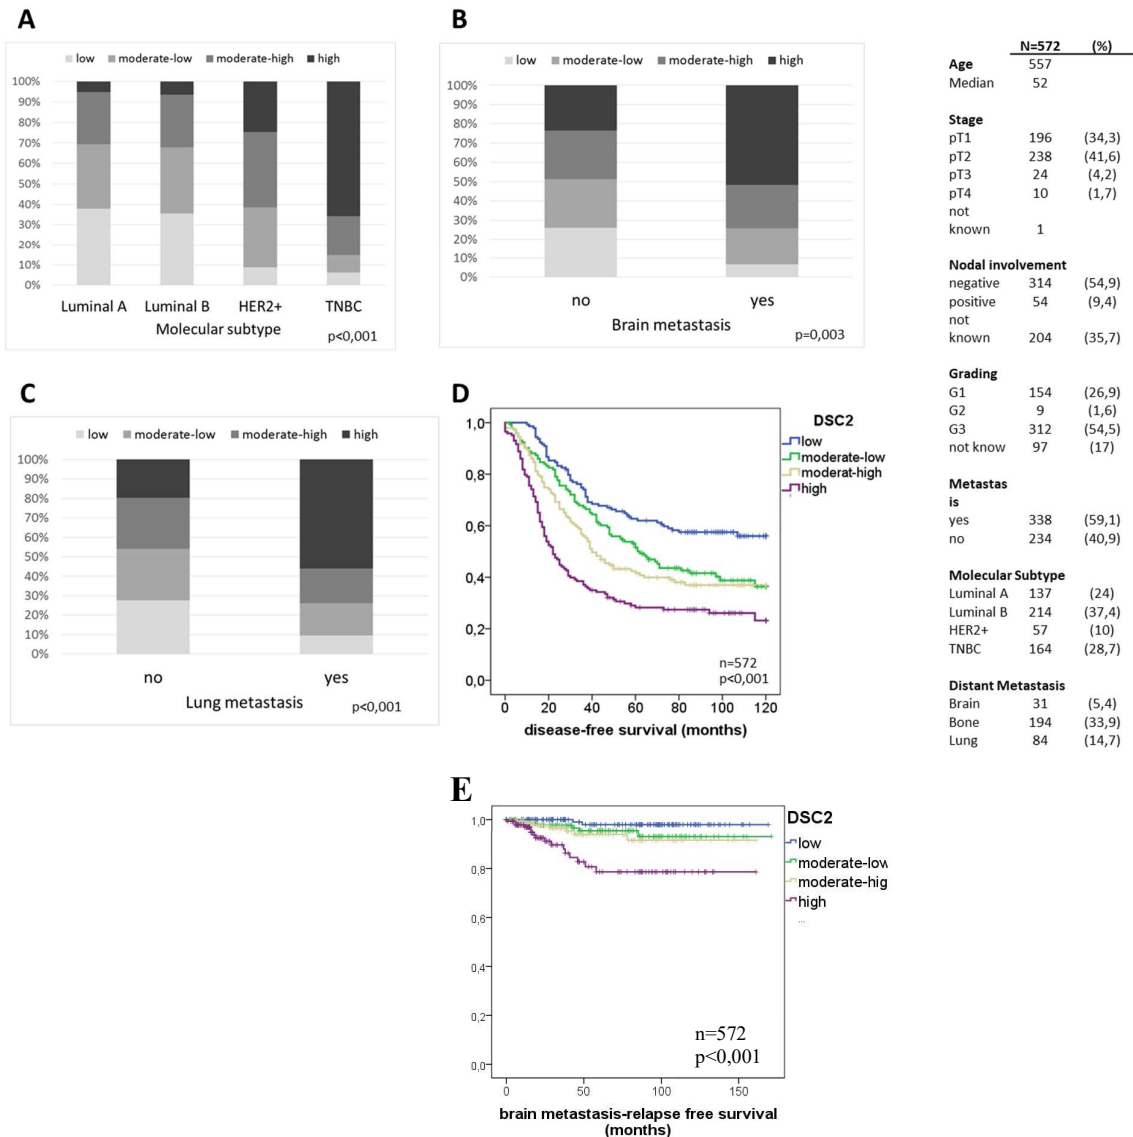 A
low moderate-low moderate-high high
100%
90%
80%
70%
60%
50%
40%
30%
20%
10%
0%
Luminal A Luminal B HER2+ TNBC
Molecular subtype
p<0,001
B
low moderate-low moderate-high high
100%
90%
80%
70%
60%
50%
40%
30%
20%
10%
0%
no yes
Brain metastasis
p=0,003
C
low moderate-low moderate-high high
100%
90%
80%
70%
60%
50%
40%
30%
20%
10%
0%
no yes
Lung metastasis
p<0,001
D
DSC2
low
moderate-low
moderat-high
high
1,0
0,8
0,6
0,4
0,2
0,0
n=572
p<0,001
0 20 40 60 80 100 120
disease-free survival (months)
E
DSC2
low
moderate-low
moderate-hig
high
...
1,0
0,8
0,6
0,4
0,2
0,0
n=572
p<0,001
0 50 100 150
brain metastasis-relapse free survival
(months)
N=572 (%)
Age 557
Median 52
Stage
pT1 196 (34,3)
pT2 238 (41,6)
pT3 24 (4,2)
pT4 10 (1,7)
not
known 1
Nodal involvement
negative 314 (54,9)
positive 54 (9,4)
not
known 204 (35,7)
Grading
G1 154 (26,9)
G2 9 (1,6)
G3 312 (54,5)
not know 97 (17)
Metastas
is
yes 338 (59,1)
no 234 (40,9)
Molecular Subtype
Luminal A 137 (24)
Luminal B 214 (37,4)
HER2+ 57 (10)
TNBC 164 (28,7)
Distant Metastasis
Brain 31 (5,4)
Bone 194 (33,9)
Lung 84 (14,7)